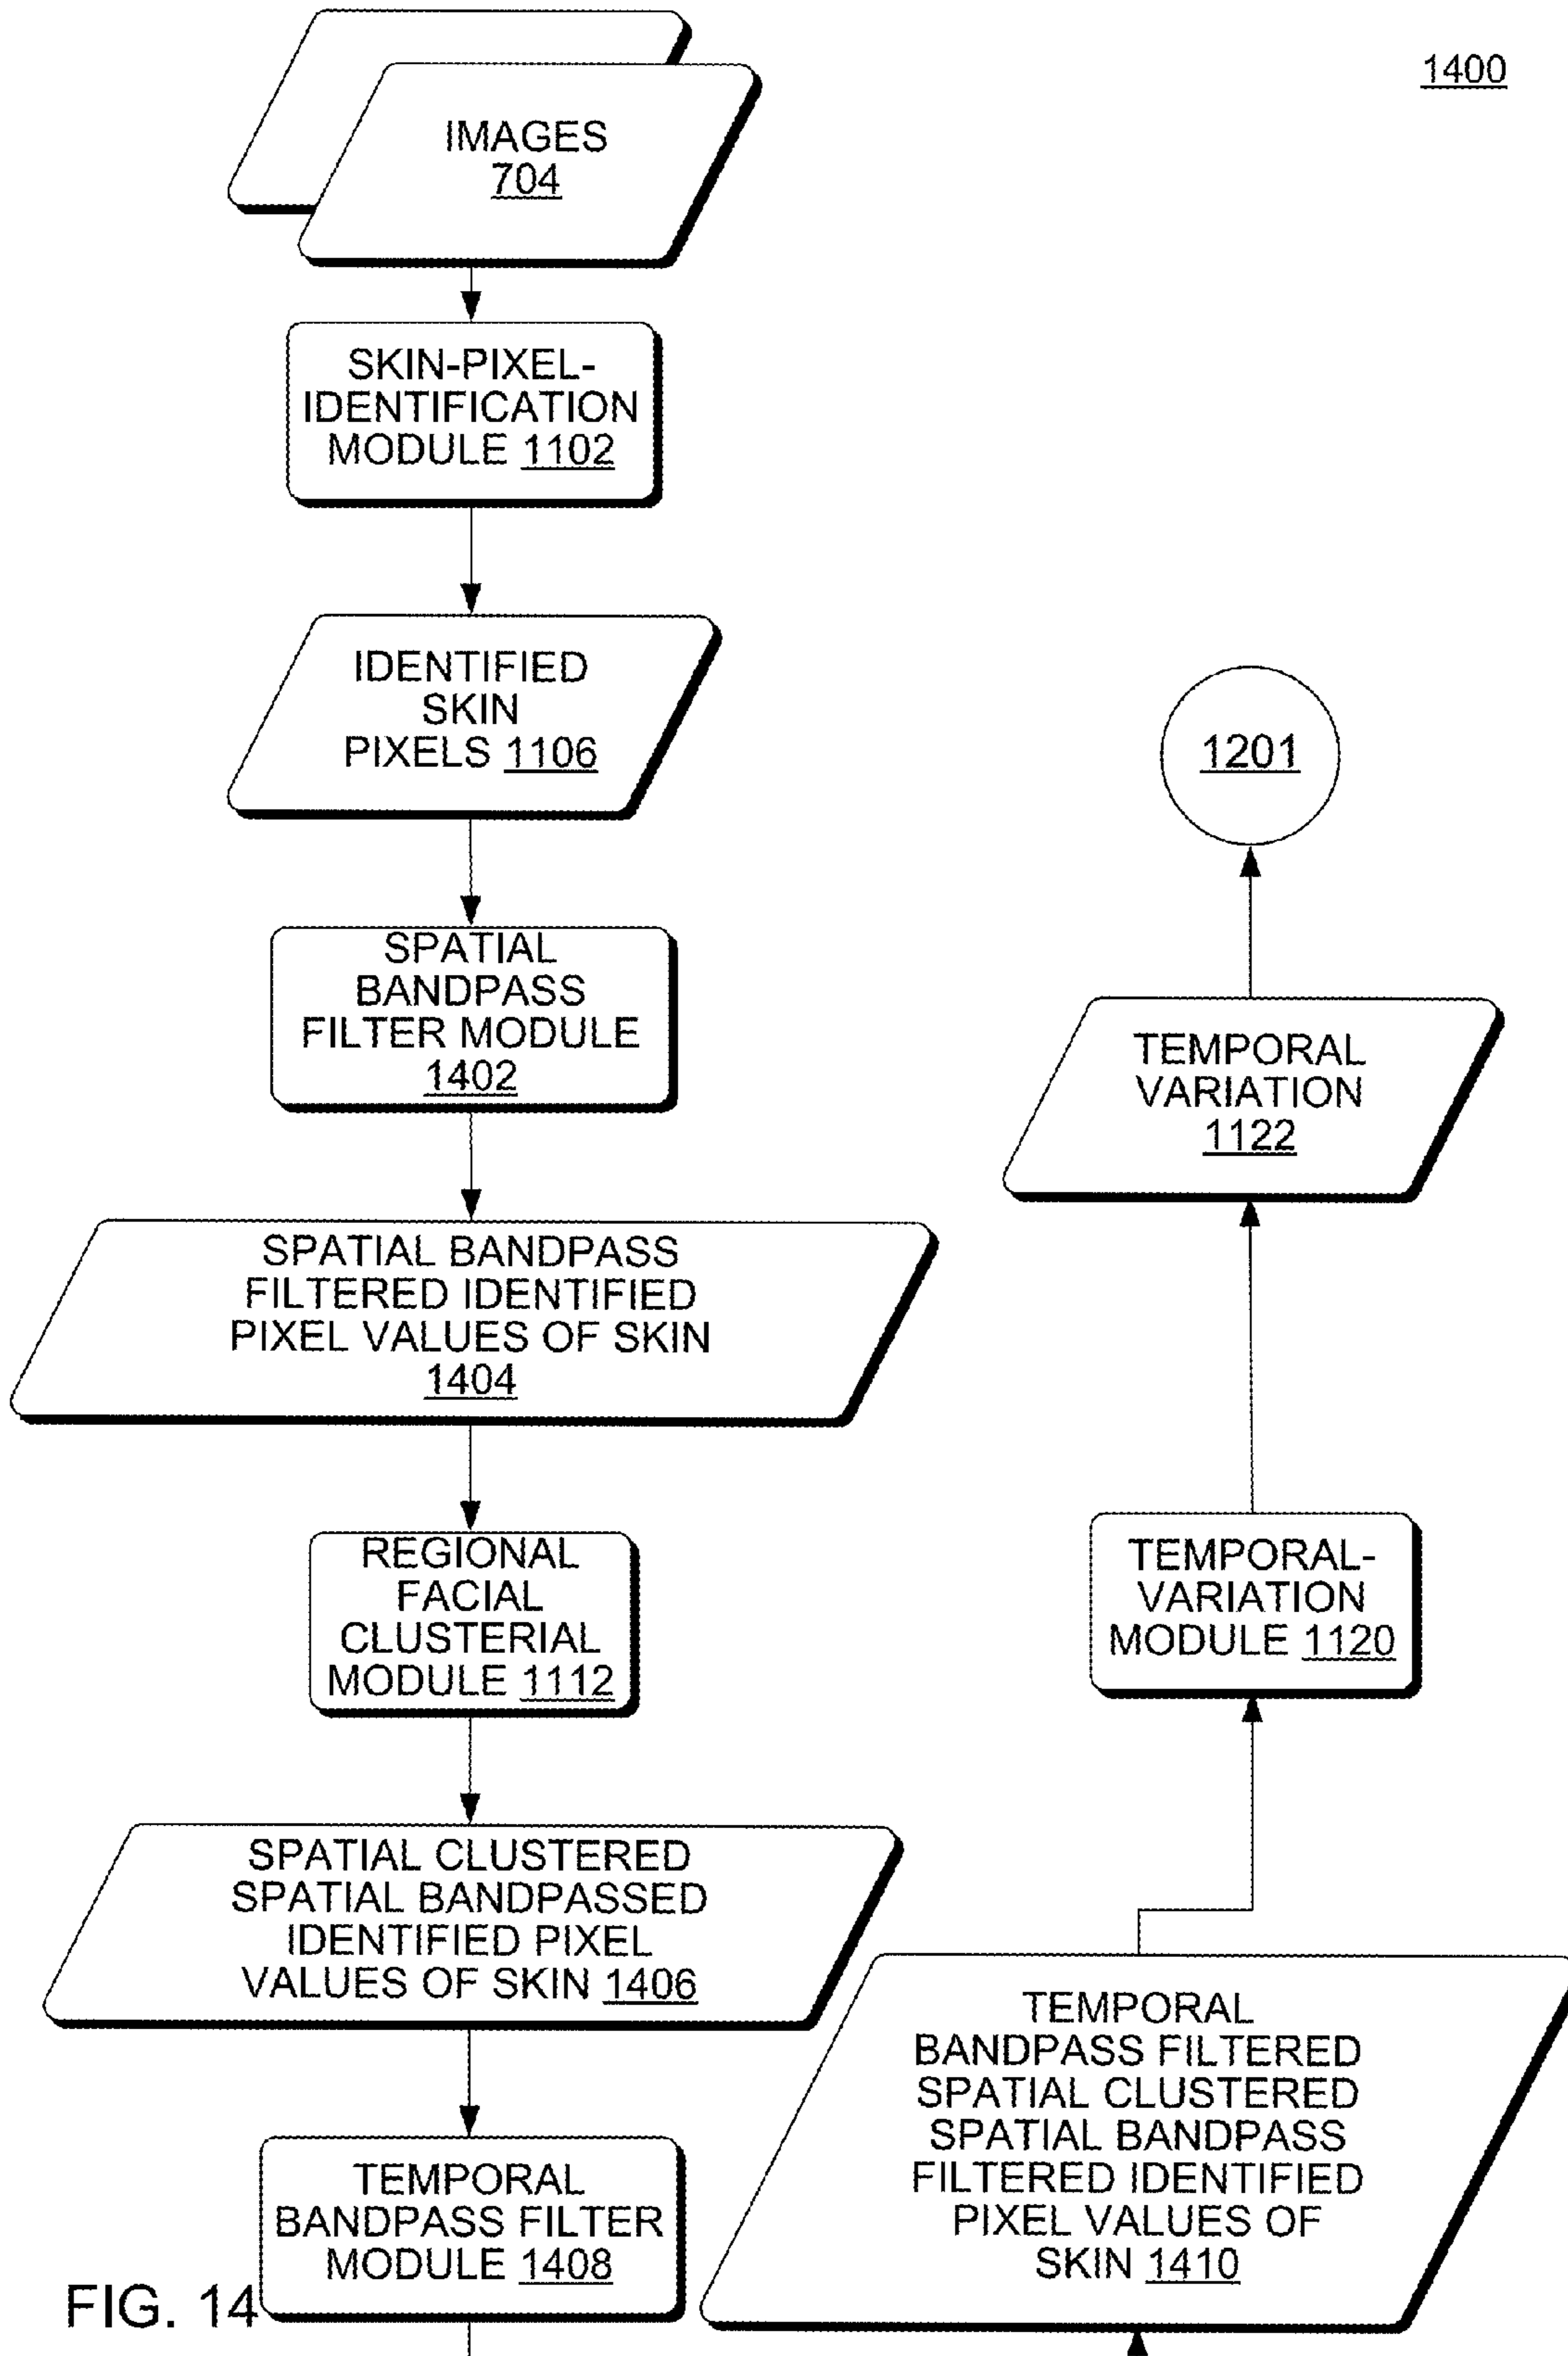 1400
IMAGES
704
SKIN-PIXEL-
IDENTIFICATION
MODULE 1102
IDENTIFIED
SKIN
PIXELS 1106
SPATIAL
BANDPASS
FILTER MODULE
1402
SPATIAL BANDPASS
FILTERED IDENTIFIED
PIXEL VALUES OF SKIN
1404
REGIONAL
FACIAL
CLUSTERIAL
MODULE 1112
SPATIAL CLUSTERED
SPATIAL BANDPASSED
IDENTIFIED PIXEL
VALUES OF SKIN 1406
TEMPORAL
BANDPASS FILTER
MODULE 1408
TEMPORAL
BANDPASS FILTERED
SPATIAL CLUSTERED
SPATIAL BANDPASS
FILTERED IDENTIFIED
PIXEL VALUES OF
SKIN 1410
TEMPORAL-
VARIATION
MODULE 1120
TEMPORAL
VARIATION
1122
1201
FIG. 14